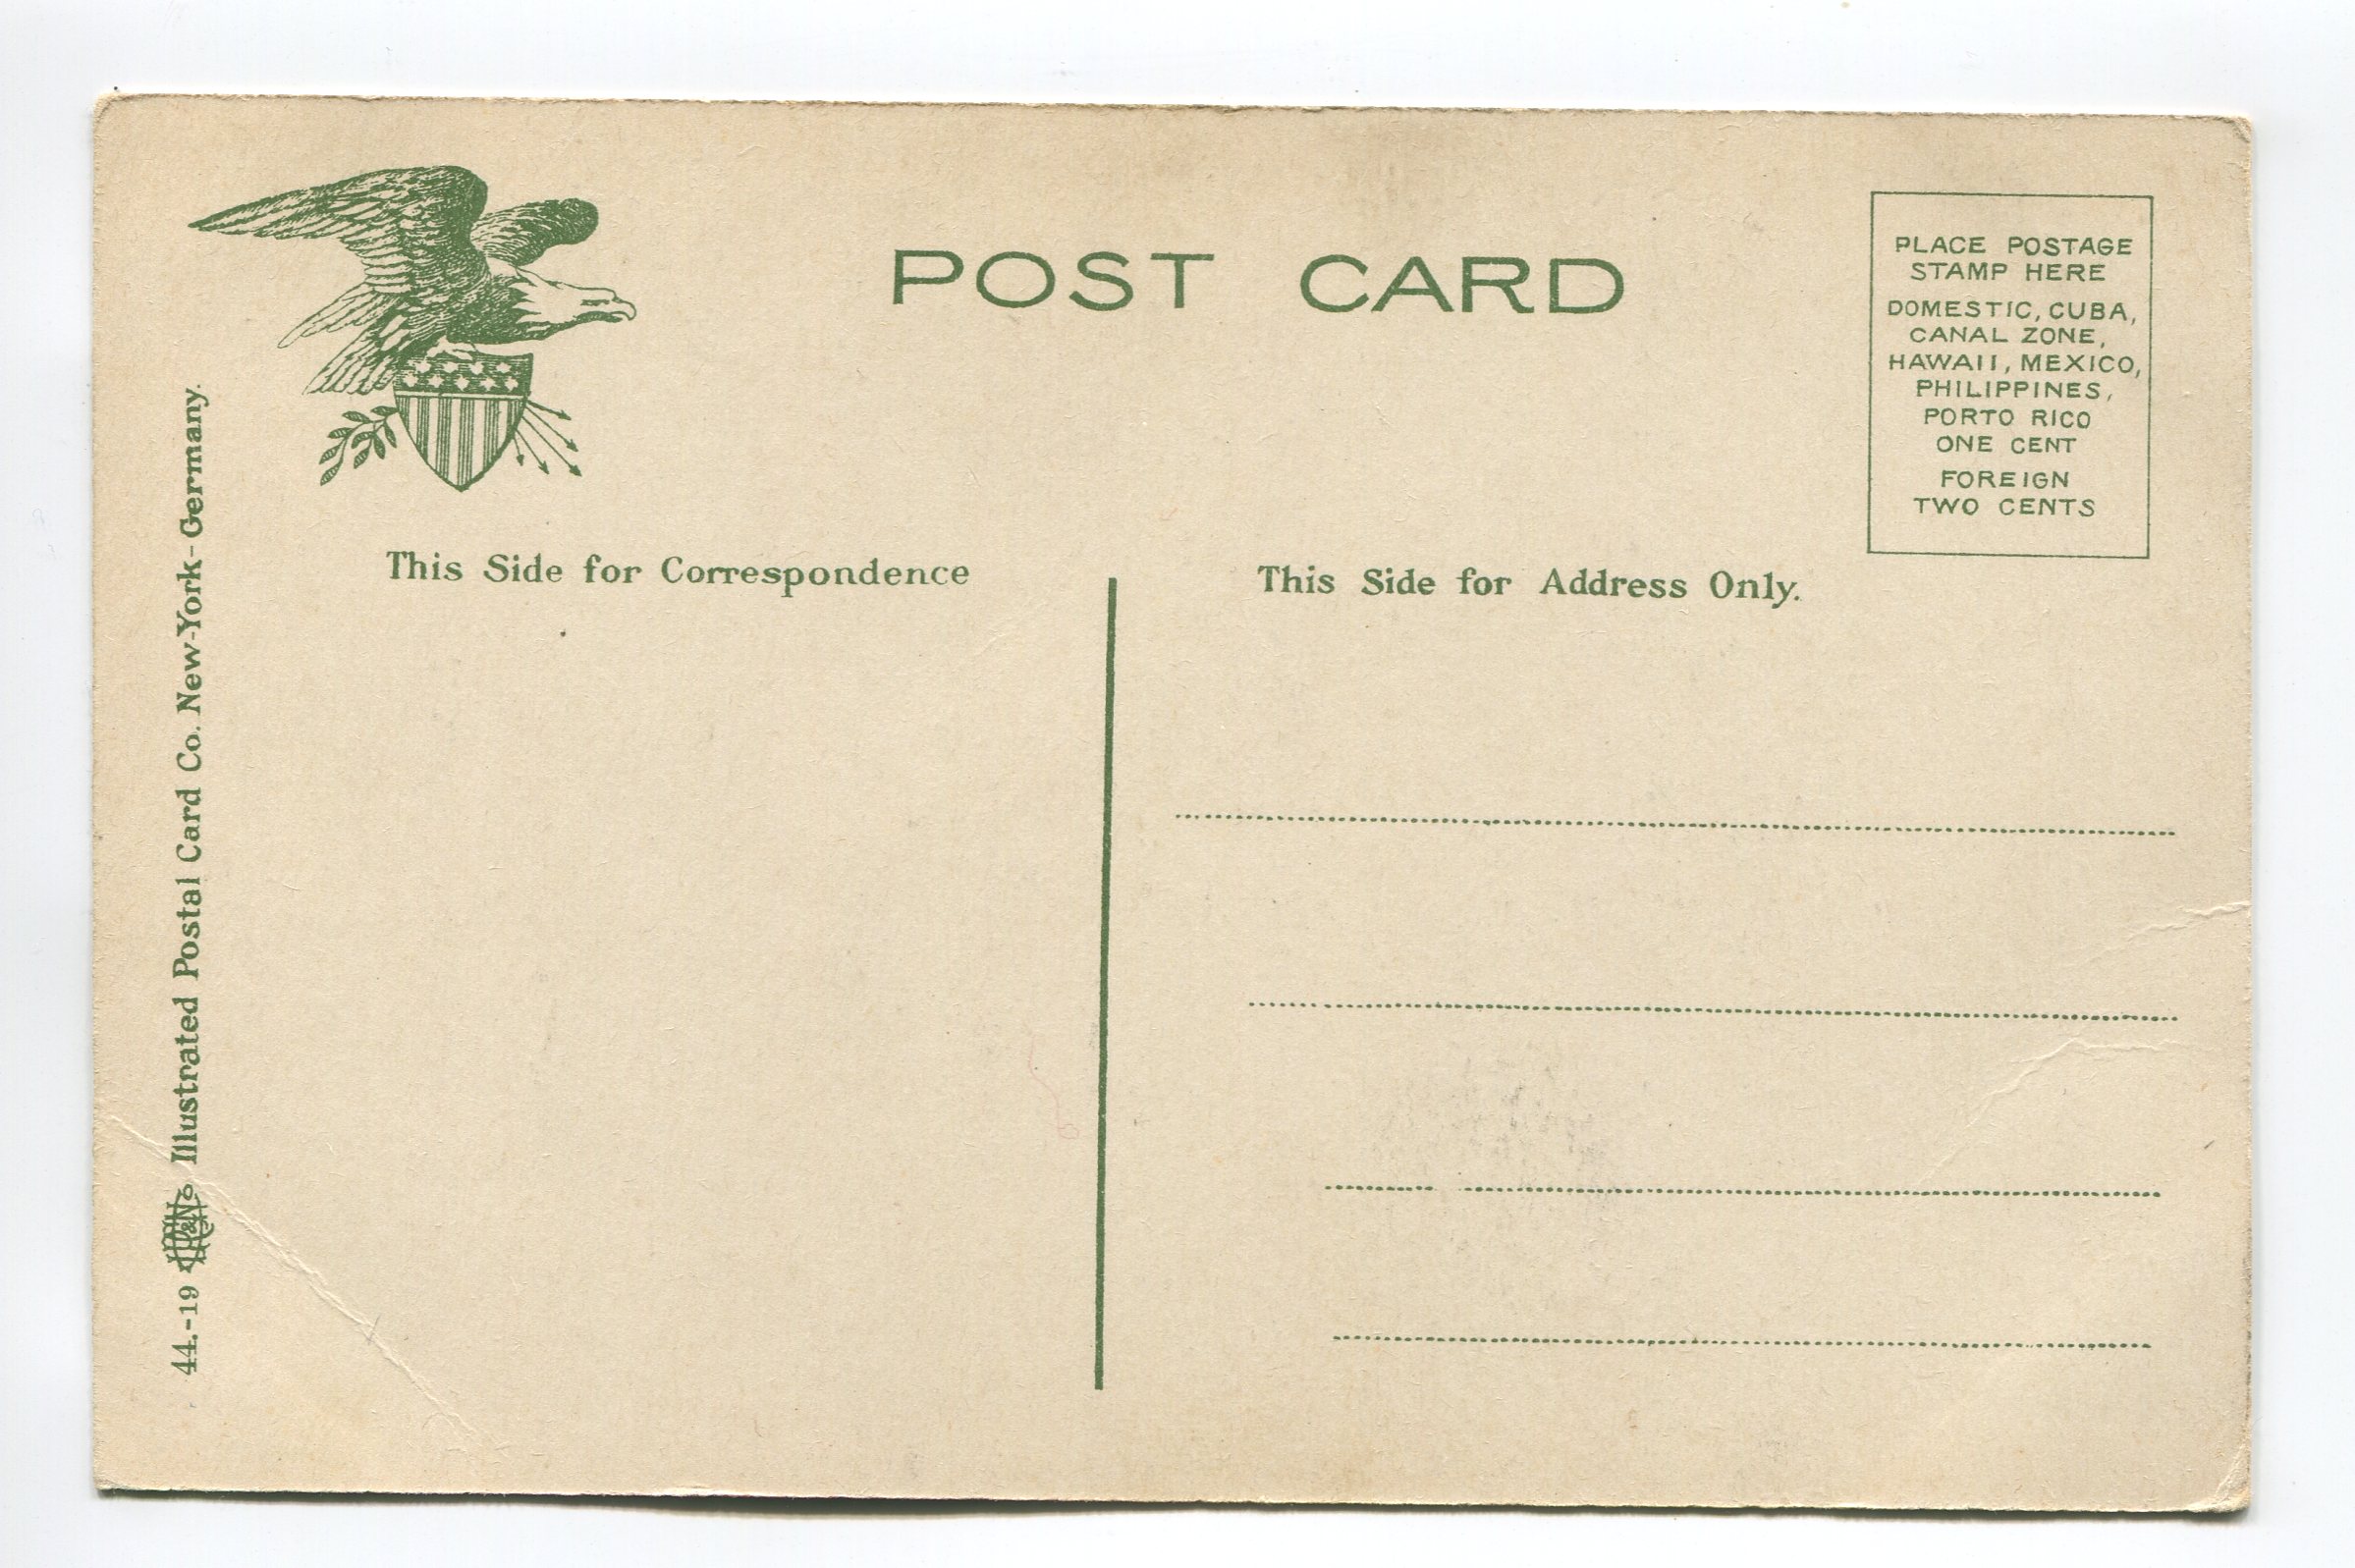 POST CARD
PLACE POSTAGE
STAMP HERE
DOMESTIC, CUBA,
CANAL ZONE,
HAWAII, MEXICO,
PHILIPPINES,
PORTO RICO
ONE CENT
FOREIGN
TWO CENTS
This Side for Correspondence
This Side for Address Only.
44.-19 Illustrated Postal Card Co. New-York-Germany.